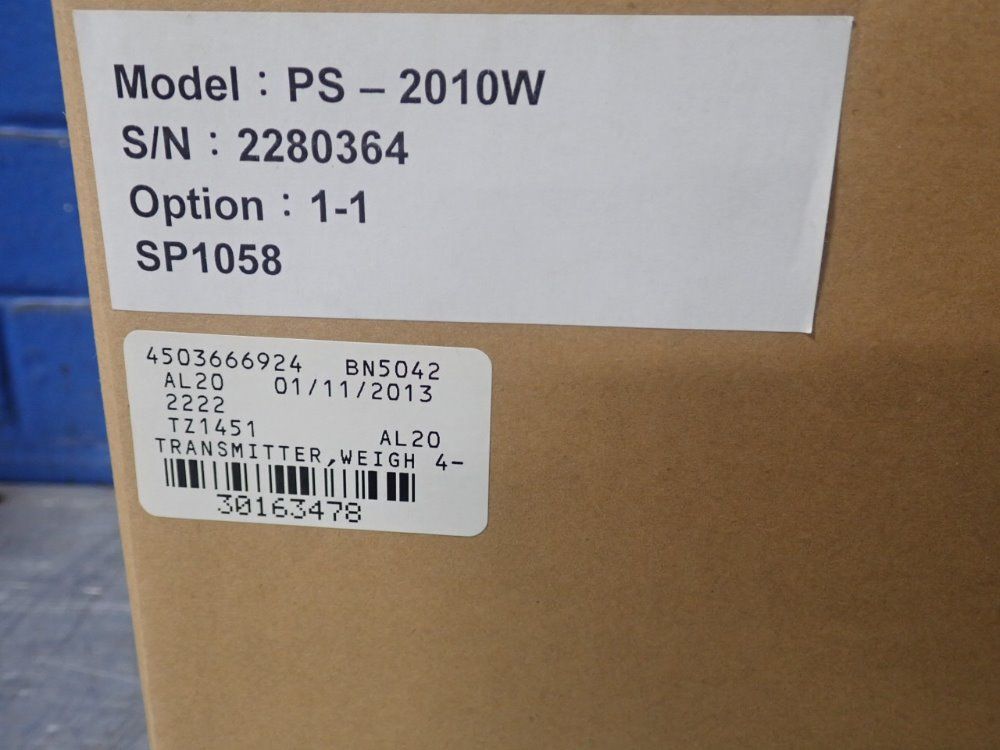 Model : PS – 2010W
S/N : 2280364
Option : 1-1
SP1058
4503666924 BN5042
AL20 01/11/2013
2222
TZ1451 AL20
TRANSMITTER,WEIGH 4-
30163478